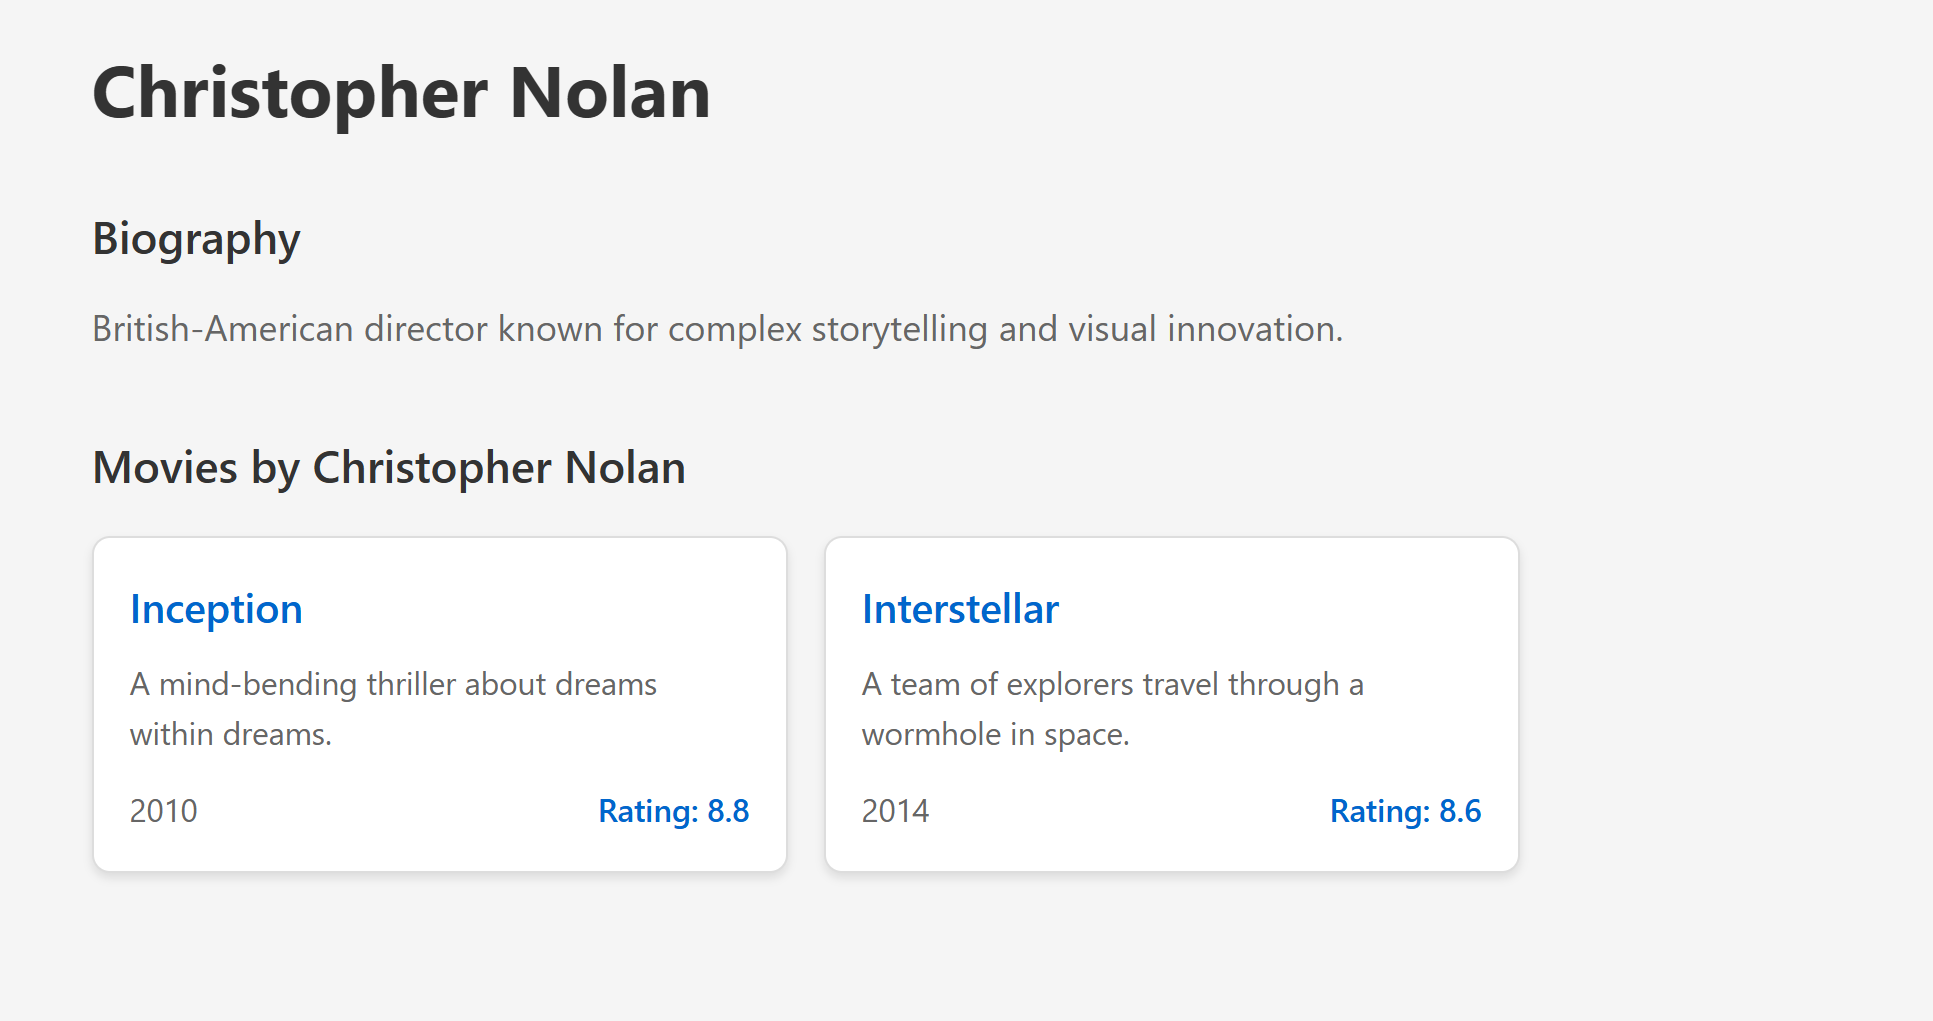 Christopher Nolan
Biography
British-American director known for complex storytelling and visual innovation.
Movies by Christopher Nolan
Inception
A mind-bending thriller about dreams
within dreams.
2010 Rating: 8.8
Interstellar
A team of explorers travel through a
wormhole in space.
2014 Rating: 8.6